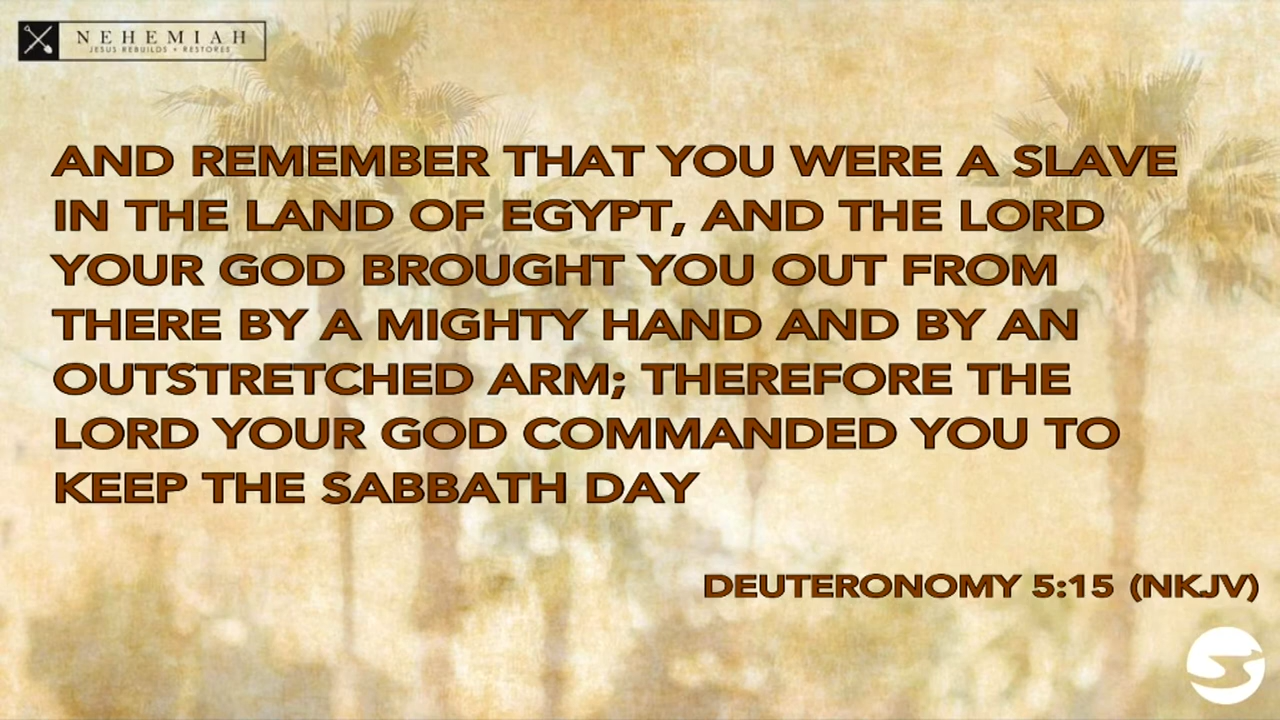 NEHEMIAH
JESUS REBUILDS + RESTORES
AND REMEMBER THAT YOU WERE A SLAVE
IN THE LAND OF EGYPT, AND THE LORD
YOUR GOD BROUGHT YOU OUT FROM
THERE BY A MIGHTY HAND AND BY AN
OUTSTRETCHED ARM; THEREFORE THE
LORD YOUR GOD COMMANDED YOU TO
KEEP THE SABBATH DAY
DEUTERONOMY 5:15 (NKJV)